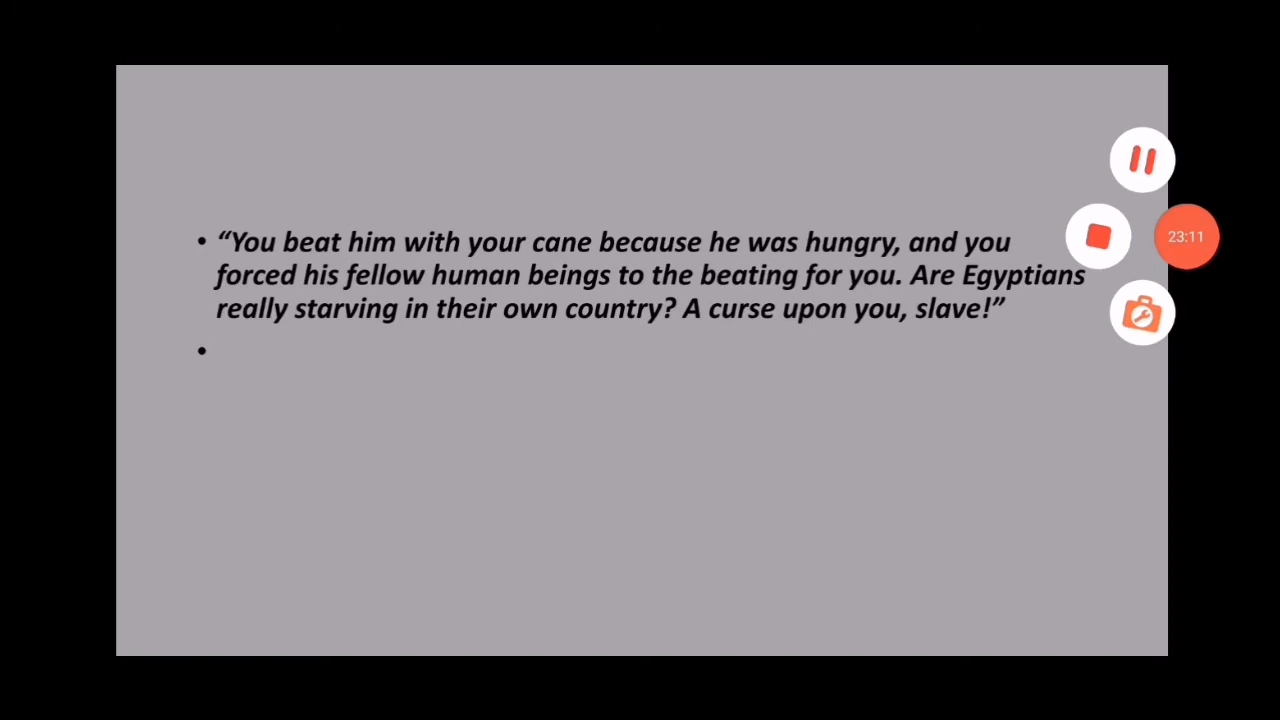 • “You beat him with your cane because he was hungry, and you
forced his fellow human beings to the beating for you. Are Egyptians
really starving in their own country? A curse upon you, slave!”
•
23:11